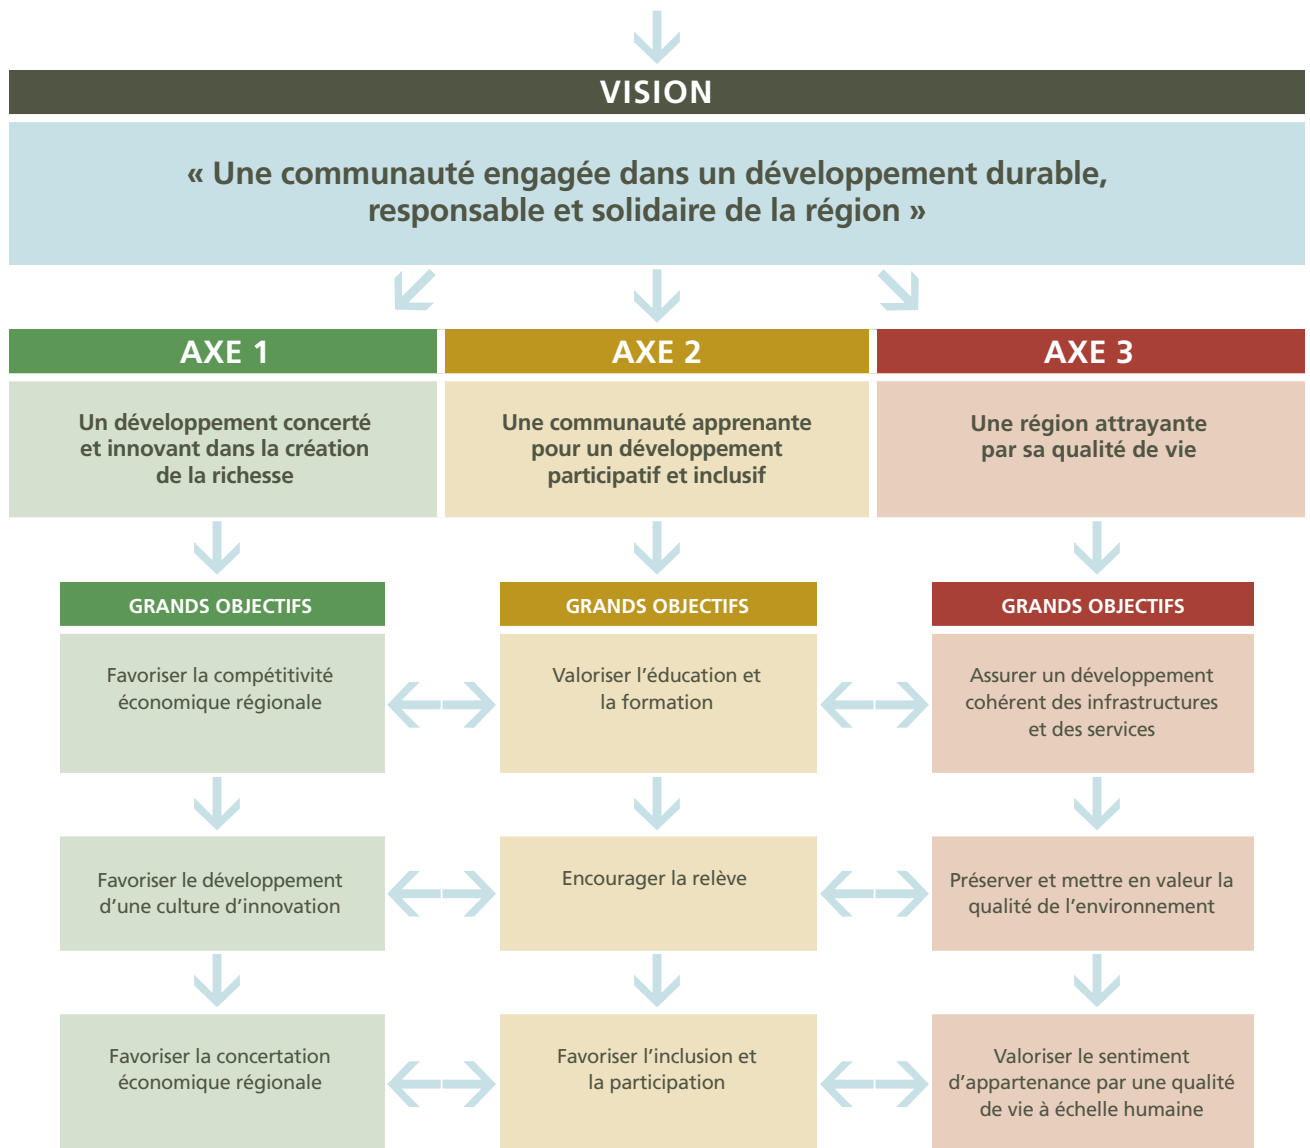 VISION
« Une communauté engagée dans un développement durable,
responsable et solidaire de la région »
AXE 1
Un développement concerté
et innovant dans la création
de la richesse
AXE 2
Une communauté apprenante
pour un développement
participatif et inclusif
AXE 3
Une région attrayante
par sa qualité de vie
GRANDS OBJECTIFS
Favoriser la compétitivité
économique régionale
Favoriser le développement
d’une culture d’innovation
Favoriser la concertation
économique régionale
GRANDS OBJECTIFS
Valoriser l’éducation et
la formation
Encourager la relève
Favoriser l’inclusion et
la participation
GRANDS OBJECTIFS
Assurer un développement
cohérent des infrastructures
et des services
Préserver et mettre en valeur la
qualité de l’environnement
Valoriser le sentiment
d’appartenance par une qualité
de vie à échelle humaine